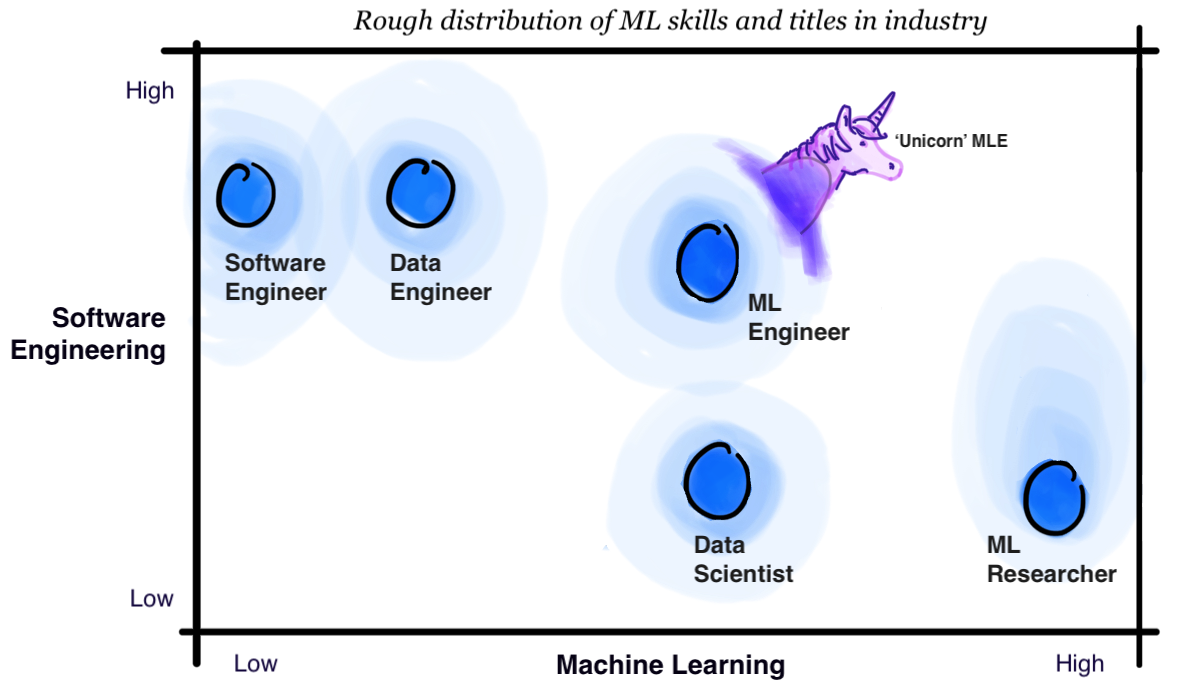 Rough distribution of ML skills and titles in industry
High
'Unicorn' MLE
Software
Engineer
Data
Engineer
ML
Engineer
Software
Engineering
Data
Scientist
ML
Researcher
Low
Low
Machine Learning
High